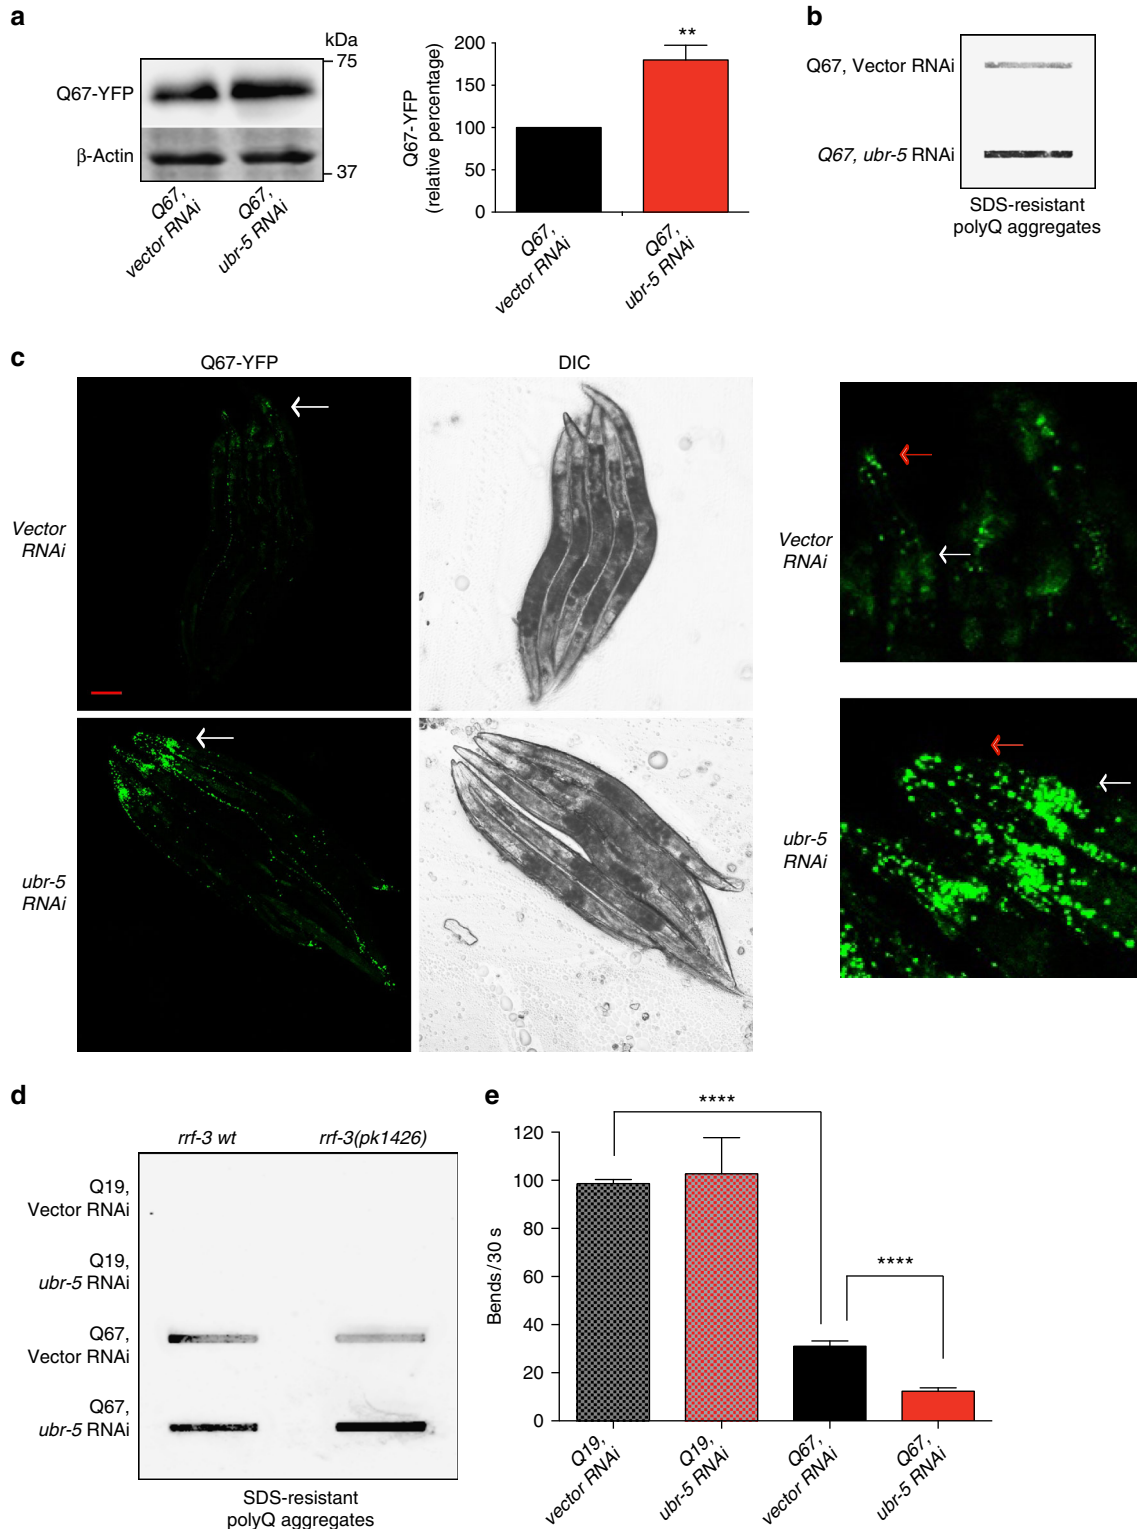 a
kDa
75
Q67-YFP
β-Actin
37
Q67,
vector RNAi
Q67,
ubr-5 RNAi
Q67-YFP
(relative percentage)
200
150
100
50
0
**
Q67,
vector RNAi
Q67,
ubr-5 RNAi
b
Q67, Vector RNAi
Q67, ubr-5 RNAi
SDS-resistant
polyQ aggregates
c
Q67-YFP
DIC
Vector
RNAi
ubr-5
RNAi
Vector
RNAi
ubr-5
RNAi
d
rrf-3 wt
rrf-3(pk1426)
Q19,
Vector RNAi
Q19,
ubr-5 RNAi
Q67,
Vector RNAi
Q67,
ubr-5 RNAi
SDS-resistant
polyQ aggregates
e
****
****
Bends/30 s
120
100
80
60
40
20
0
Q19,
vector RNAi
Q19,
ubr-5 RNAi
Q67,
vector RNAi
Q67,
ubr-5 RNAi